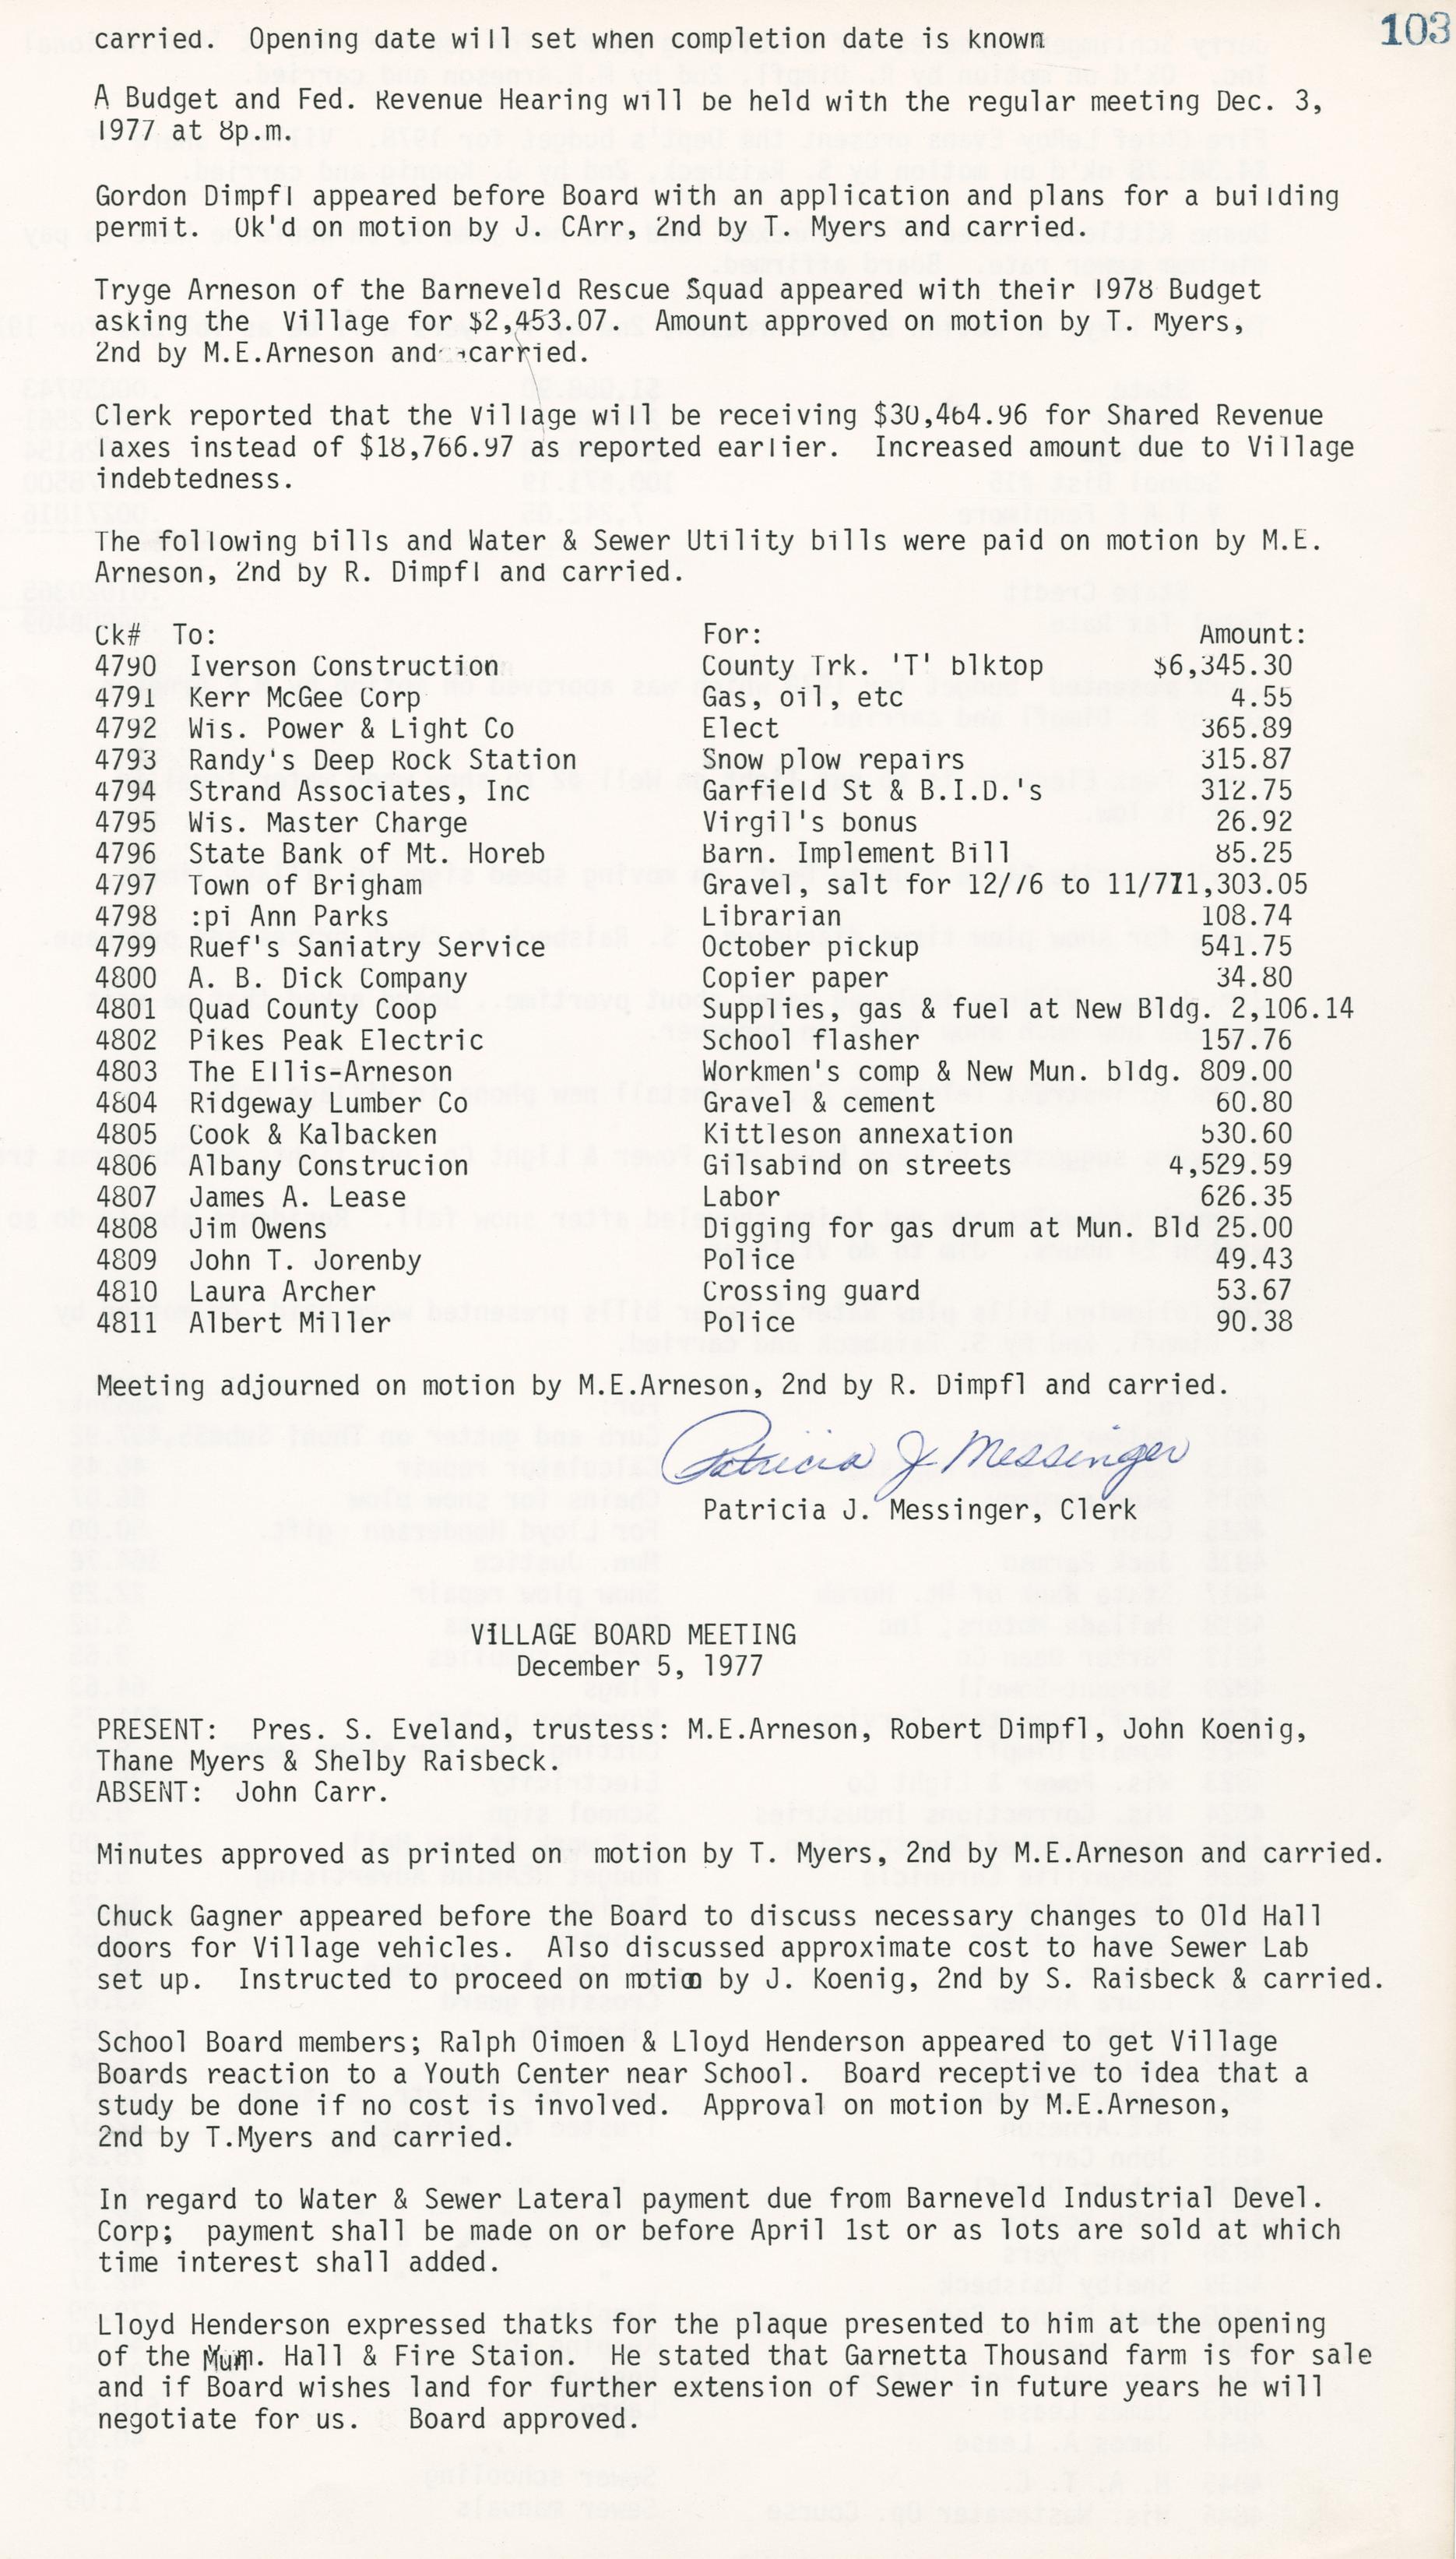 103
carried.  Opening date will set when completion date is known
A Budget and Fed. Revenue Hearing will be held with the regular meeting Dec. 3,
1977 at 8p.m.
Gordon Dimpfl appeared before Board with an application and plans for a building
permit.  Ok'd on motion by J. CArr, 2nd by T. Myers and carried.
Tryge Arneson of the Barneveld Rescue Squad appeared with their 1978 Budget
asking the  Village for $2,453.07.  Amount approved on motion by T. Myers,
2nd by M.E.Arneson and carried.
Clerk reported that the Village will be receiving $30,464.96 for Shared Revenue
Taxes instead of $18,766.97 as reported earlier.  Increased amount due to Village
indebtedness.
The following bills and Water & Sewer Utility bills were paid on motion by M.E.
Arneson, 2nd by R. Dimpfl and carried.
Ck#  To:  For:  Amount:
4790  Iverson Construction  County Trk. 'T' blktop  $6,345.30
4791  Kerr McGee Corp  Gas, oil, etc  4.55
4792  Wis. Power & Light Co  Elect  365.89
4793  Randy's Deep Rock Station  Snow plow repairs  315.87
4794  Strand Associates, Inc  Garfield St & B.I.D.'s  312.75
4795  Wis. Master Charge  Virgil's bonus  26.92
4796  State Bank of Mt. Horeb  Barn. Implement Bill  85.25
4797  Town of Brigham  Gravel, salt for 12/76 to 11/771,303.05
4798  :pi Ann Parks  Librarian  108.74
4799  Ruef's Saniatry Service  October pickup  541.75
4800  A. B. Dick Company  Copier paper  34.80
4801  Quad County Coop  Supplies, gas & fuel at New Bldg. 2,106.14
4802  Pikes Peak Electric  School flasher  157.76
4803  The Ellis-Arneson  Workmen's comp & New Mun. bldg. 809.00
4804  Ridgeway Lumber Co  Gravel & cement  60.80
4805  Cook & Kalbacken  Kittleson annexation  530.60
4806  Albany Construcion  Gilsabind on streets  4,529.59
4807  James A. Lease  Labor  626.35
4808  Jim Owens  Digging for gas drum at Mun. Bld 25.00
4809  John T. Jorenby  Police  49.43
4810  Laura Archer  Crossing guard  53.67
4811  Albert Miller  Police  90.38
Meeting adjourned on motion by M.E.Arneson, 2nd by R. Dimpfl and carried.
Patricia J. Messinger
Patricia J. Messinger, Clerk
VILLAGE BOARD MEETING
December 5, 1977
PRESENT:  Pres. S. Eveland, trustess: M.E.Arneson, Robert Dimpfl, John Koenig,
Thane Myers & Shelby Raisbeck.
ABSENT:  John Carr.
Minutes approved as printed on  motion by T. Myers, 2nd by M.E.Arneson and carried.
Chuck Gagner appeared before the Board to discuss necessary changes to Old Hall
doors for Village vehicles.  Also discussed approximate cost to have Sewer Lab
set up.  Instructed to proceed on motion by J. Koenig, 2nd by S. Raisbeck & carried.
School Board members; Ralph Oimoen & Lloyd Henderson appeared to get Village
Boards reaction to a Youth Center near School.  Board receptive to idea that a
study be done if no cost is involved.  Approval on motion by M.E.Arneson,
2nd by T.Myers and carried.
In regard to Water & Sewer Lateral payment due from Barneveld Industrial Devel.
Corp;  payment shall be made on or before April 1st or as lots are sold at which
time interest shall added.
Lloyd Henderson expressed thatks for the plaque presented to him at the opening
of the Mum. Hall & Fire Staion.  He stated that Garnetta Thousand farm is for sale
and if Board wishes land for further extension of Sewer in future years he will
negotiate for us.   Board approved.